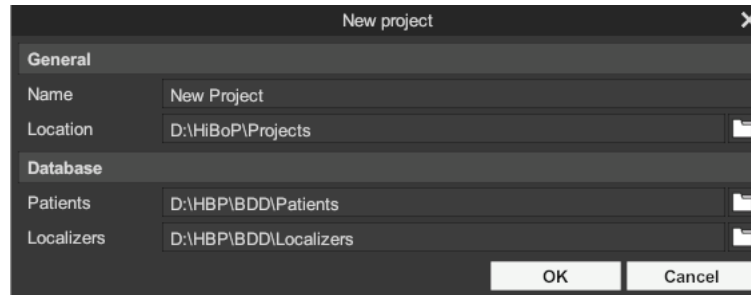 New project
General
Name New Project
Location D:\HiBoP\Projects
Database
Patients D:\HBP\BDD\Patients
Localizers D:\HBP\BDD\Localizers
OK Cancel